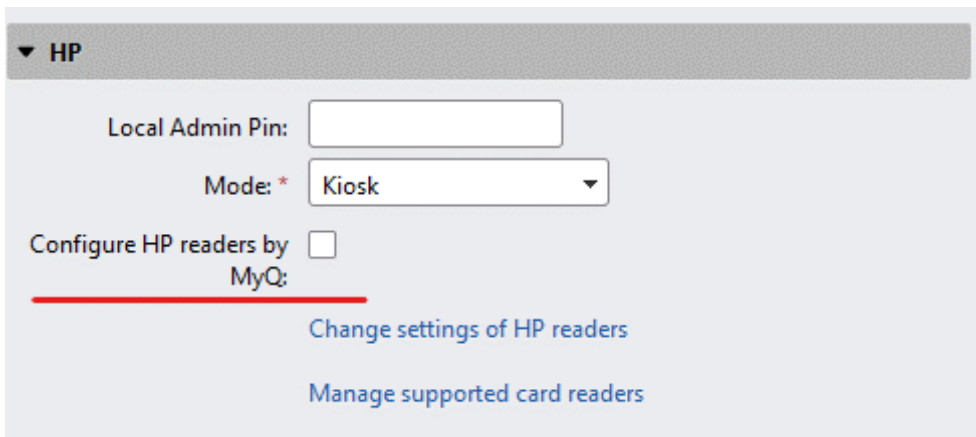 HP
Local Admin Pin:
Mode: * Kiosk
Configure HP readers by
MyQ:
Change settings of HP readers
Manage supported card readers